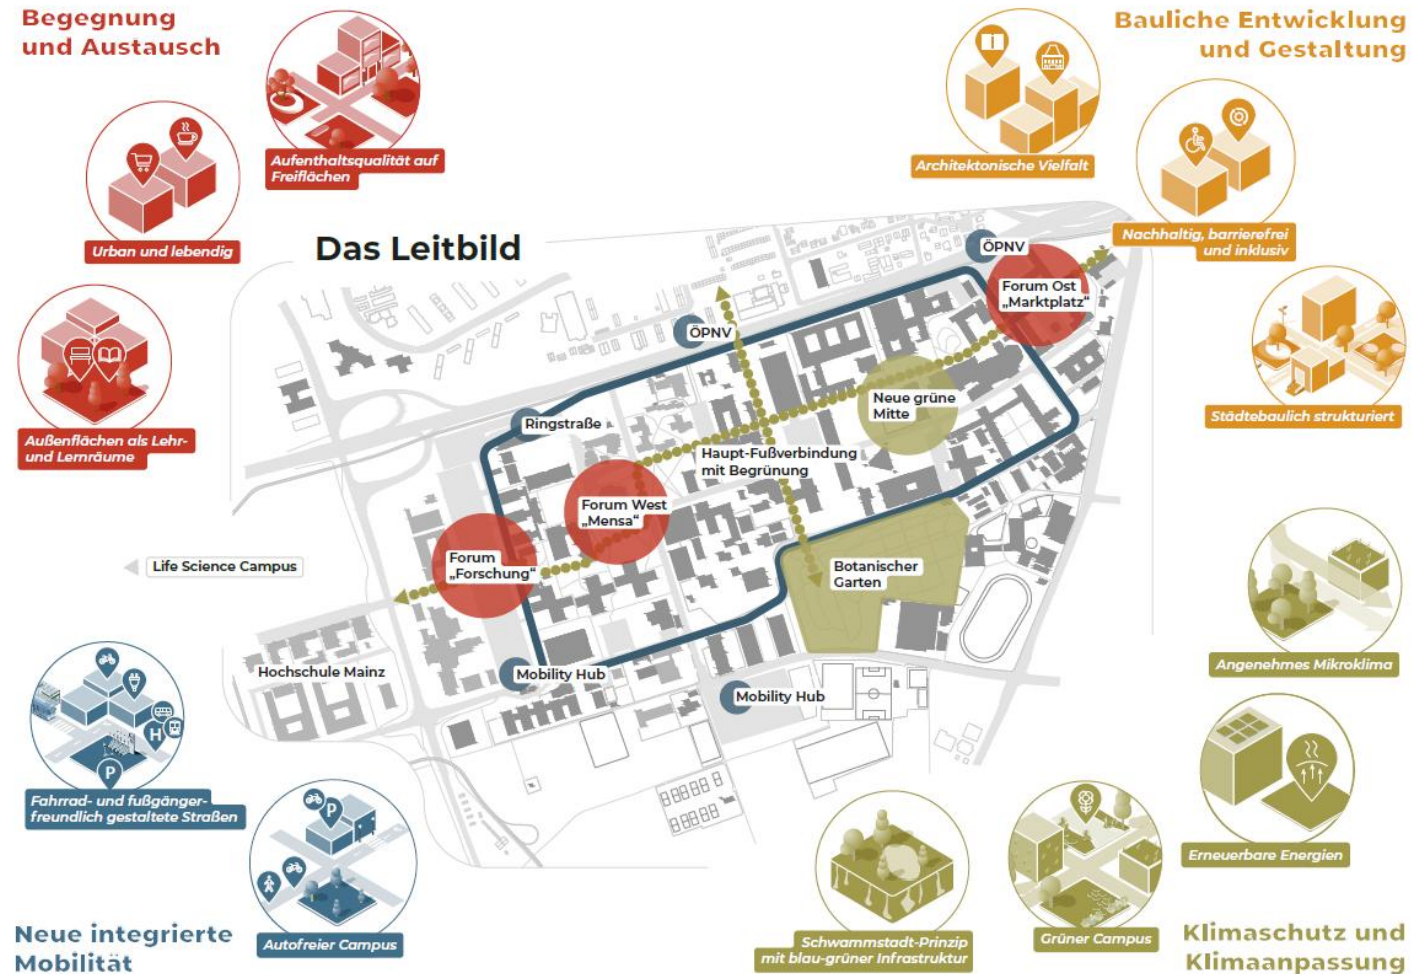 Begegnung
und Austausch
Aufenthaltsqualität auf
Freiflächen
Urban und lebendig
Außenflächen als Lehr-
und Lernräume
Bauliche Entwicklung
und Gestaltung
Architektonische Vielfalt
Nachhaltig, barrierefrei
und inklusiv
Städtebaulich strukturiert
Das Leitbild
ÖPNV
Forum Ost
„Marktplatz“
ÖPNV
Neue grüne
Mitte
Ringstraße
Haupt-Fußverbindung
mit Begrünung
Forum West
„Mensa“
Forum
„Forschung“
Botanischer
Garten
Life Science Campus
Hochschule Mainz
Mobility Hub
Mobility Hub
H
P
Fahrrad- und fußgänger-
freundlich gestaltete Straßen
P
Autofreier Campus
Neue integrierte
Mobilität
Angenehmes Mikroklima
Erneuerbare Energien
Grüner Campus
Schwammstadt-Prinzip
mit blau-grüner Infrastruktur
Klimaschutz und
Klimaanpassung